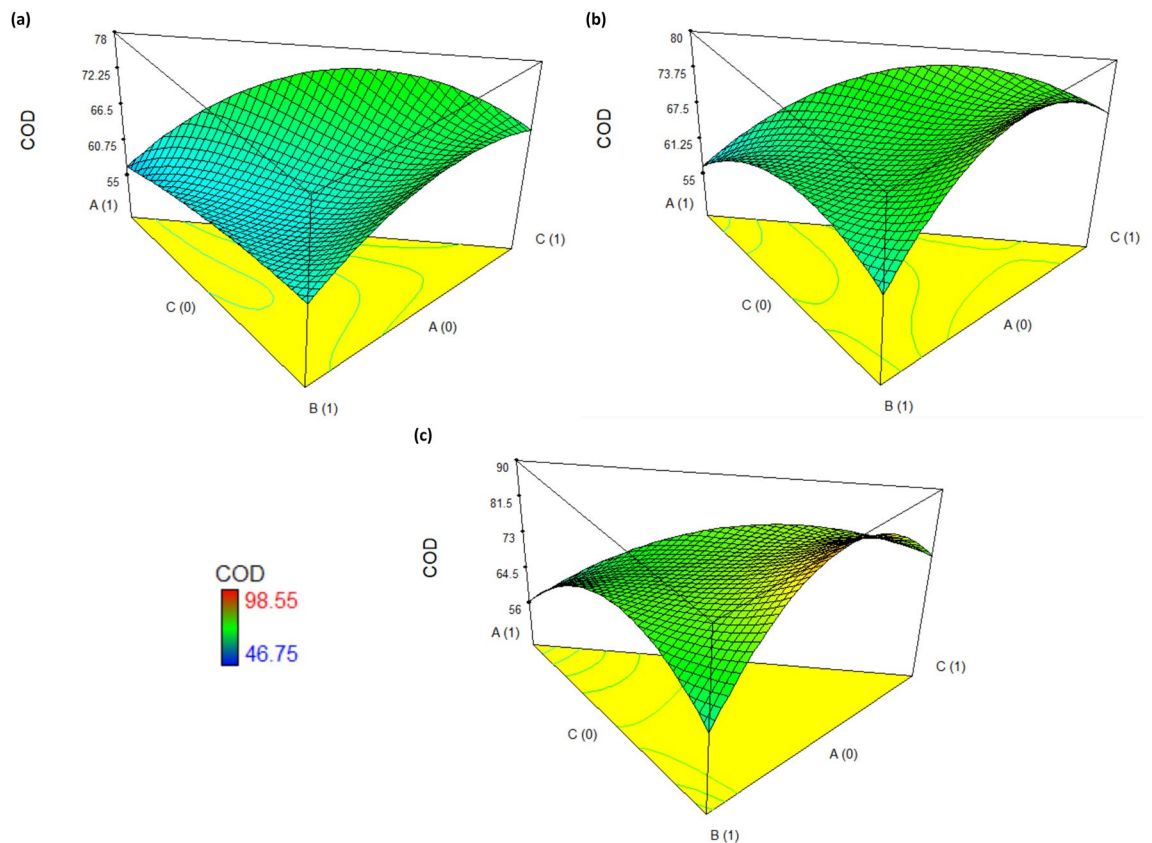 (a)
78
72.25
66.5
60.75
55
COD
A (1)
C (1)
C (0)
A (0)
B (1)
(b)
80
73.75
67.5
61.25
55
COD
A (1)
C (1)
C (0)
A (0)
B (1)
(c)
90
81.5
73
64.5
56
COD
A (1)
C (1)
C (0)
A (0)
B (1)
COD
98.55
46.75